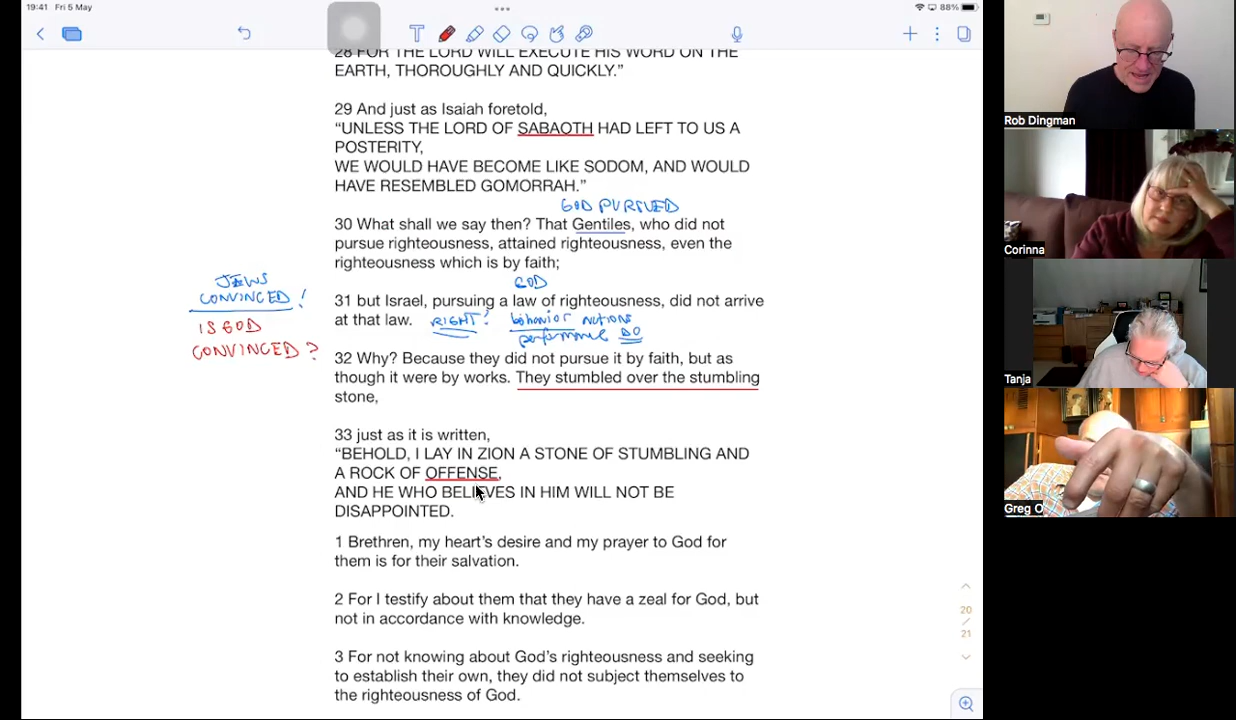 19:41 Fri 5 May
88%
28 FOR THE LORD WILL EXECUTE HIS WORD ON THE
EARTH, THOROUGHLY AND QUICKLY.”
29 And just as Isaiah foretold,
“UNLESS THE LORD OF SABAOTH HAD LEFT TO US A
POSTERITY,
WE WOULD HAVE BECOME LIKE SODOM, AND WOULD
HAVE RESEMBLED GOMORRAH.”
GOD PURSUED
30 What shall we say then? That Gentiles, who did not
pursue righteousness, attained righteousness, even the
righteousness which is by faith;
JEWS
CONVINCED!
IS GOD
CONVINCED?
GOD
31 but Israel, pursuing a law of righteousness, did not arrive
at that law.
RIGHT!
behavior actions
performance DO
32 Why? Because they did not pursue it by faith, but as
though it were by works. They stumbled over the stumbling
stone,
33 just as it is written,
“BEHOLD, I LAY IN ZION A STONE OF STUMBLING AND
A ROCK OF OFFENSE,
AND HE WHO BELIEVES IN HIM WILL NOT BE
DISAPPOINTED.
1 Brethren, my heart’s desire and my prayer to God for
them is for their salvation.
2 For I testify about them that they have a zeal for God, but
not in accordance with knowledge.
3 For not knowing about God’s righteousness and seeking
to establish their own, they did not subject themselves to
the righteousness of God.
20
/
21
Rob Dingman
Corinna
Tanja
Greg O